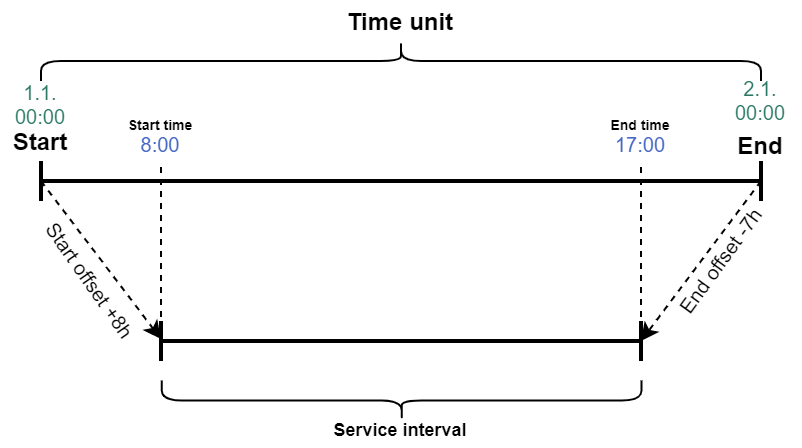 Time unit
1.1.
00:00
Start
2.1.
00:00
End
Start time
8:00
End time
17:00
Start offset +8h
End offset -7h
Service interval